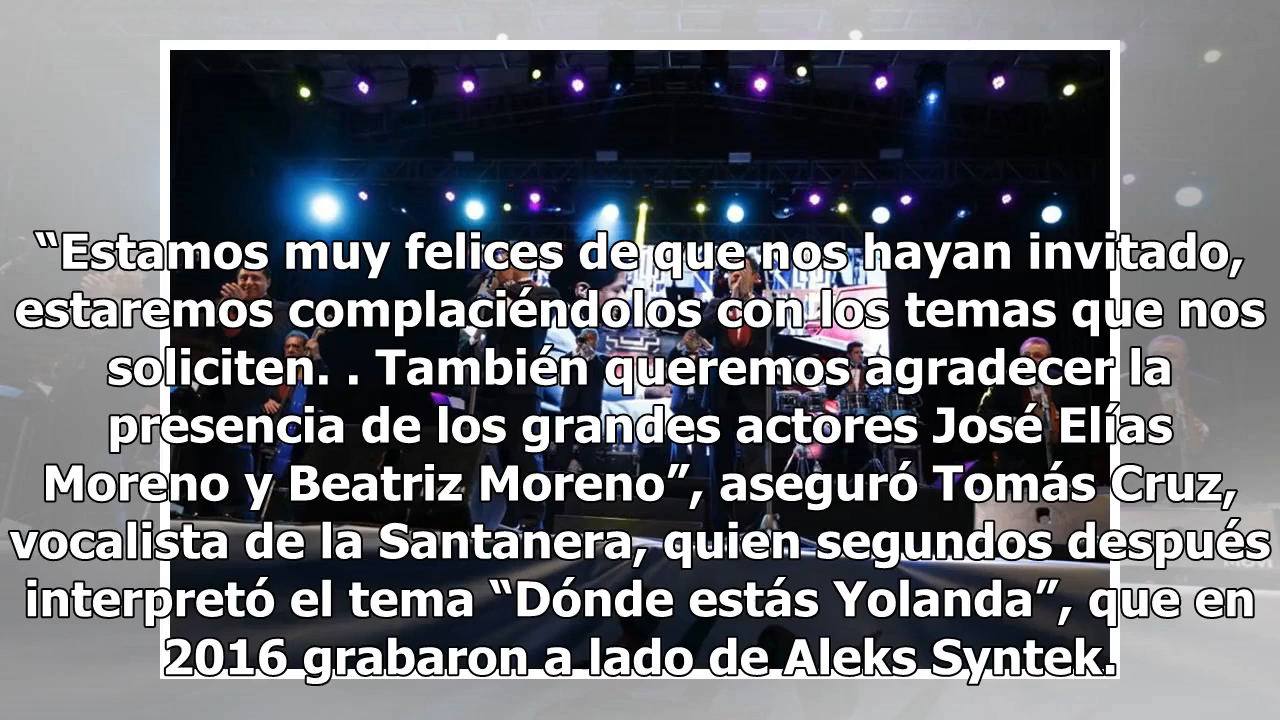 “Estamos muy felices de que nos hayan invitado,
estaremos complaciéndolos con los temas que nos
soliciten. . También queremos agradecer la
presencia de los grandes actores José Elías
Moreno y Beatriz Moreno”, aseguró Tomás Cruz,
vocalista de la Santanera, quien segundos después
interpretó el tema “Dónde estás Yolanda”, que en
2016 grabaron a lado de Aleks Syntek.